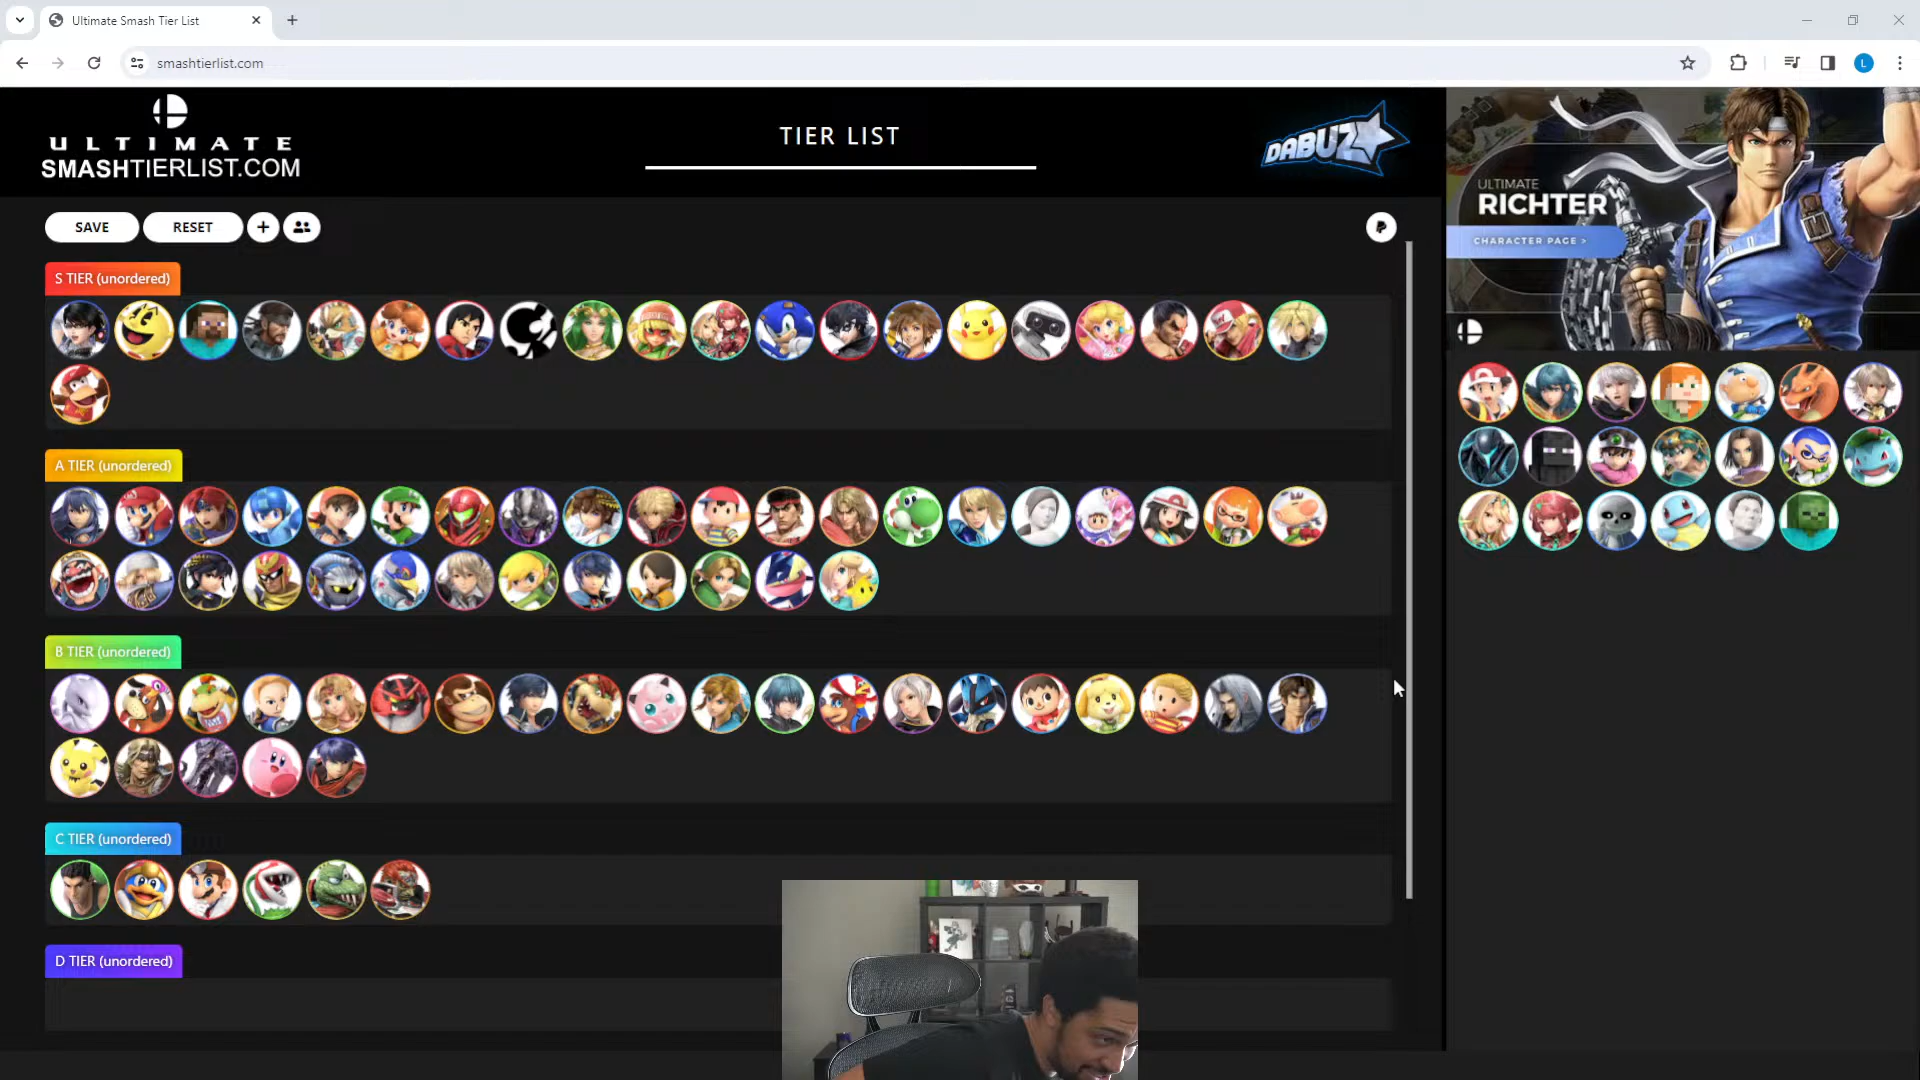 Ultimate Smash Tier List
smashtierlist.com
L
ULTIMATE
SMASHTIERLIST.COM
TIER LIST
DABUZ
ULTIMATE
RICHTER
CHARACTER PAGE >
SAVE
RESET
+
S TIER (unordered)
A TIER (unordered)
B TIER (unordered)
C TIER (unordered)
D TIER (unordered)